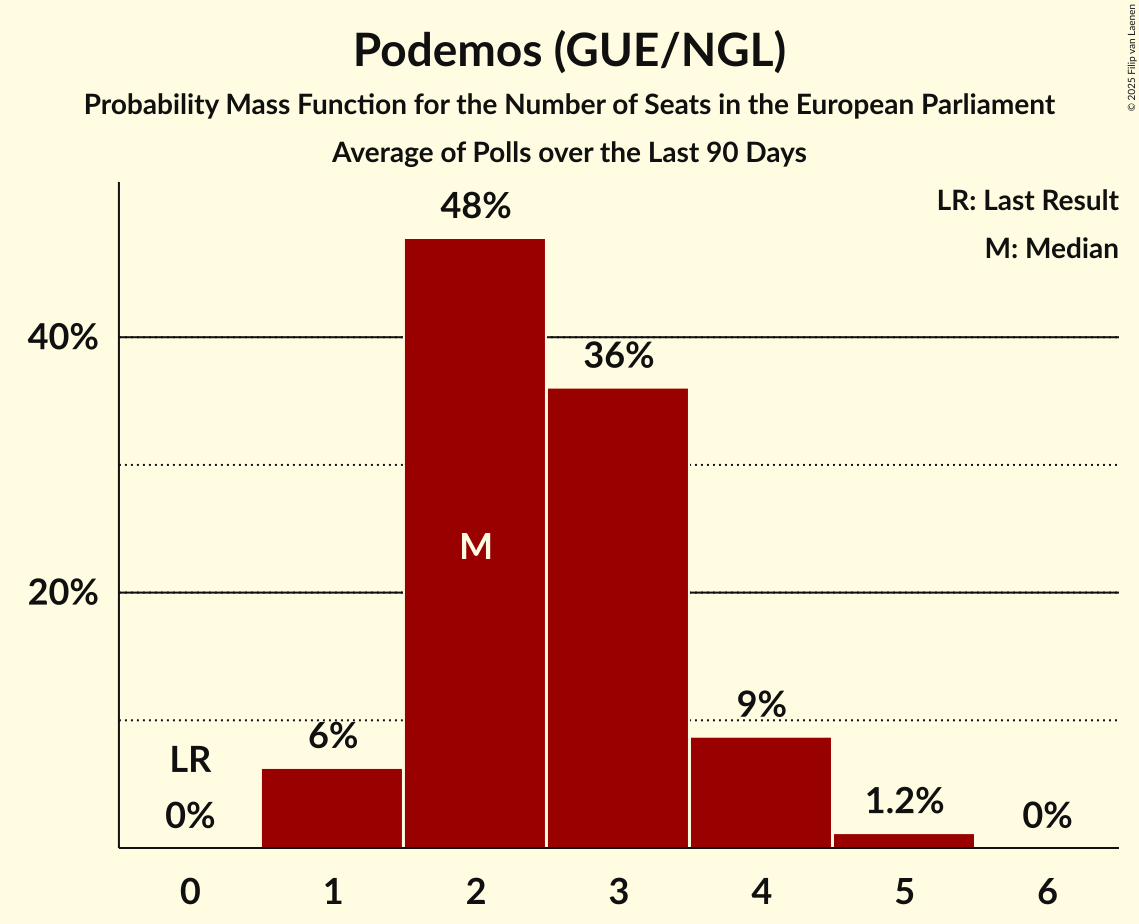 Podemos (GUE/NGL)
Probability Mass Function for the Number of Seats in the European Parliament
Average of Polls over the Last 90 Days
© 2025 Filip van Laenen
LR: Last Result
M: Median
48%
40%
36%
M
20%
9%
6%
LR
1.2%
0%
0%
0 1 2 3 4 5 6